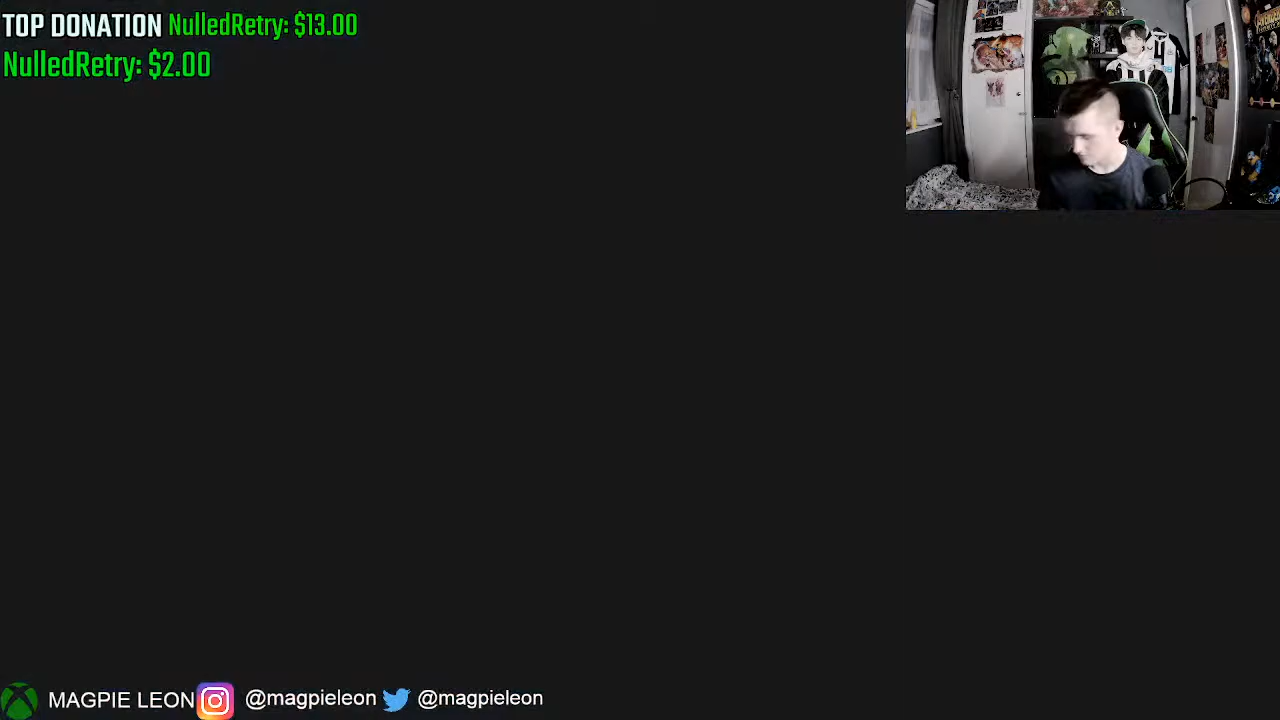 TOP DONATION NulledRetry: $13.00
NulledRetry: $2.00
MAGPIE LEON @magpieleon @magpieleon